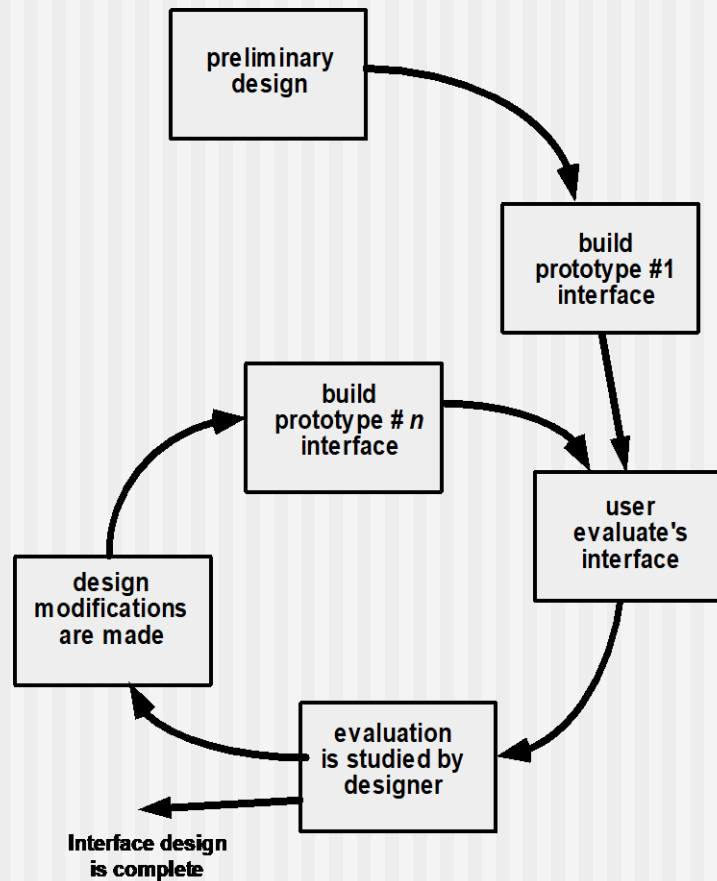 preliminary
design
build
prototype #1
interface
build
prototype # n
interface
user
evaluate's
interface
design
modifications
are made
evaluation
is studied by
designer
Interface design
is complete